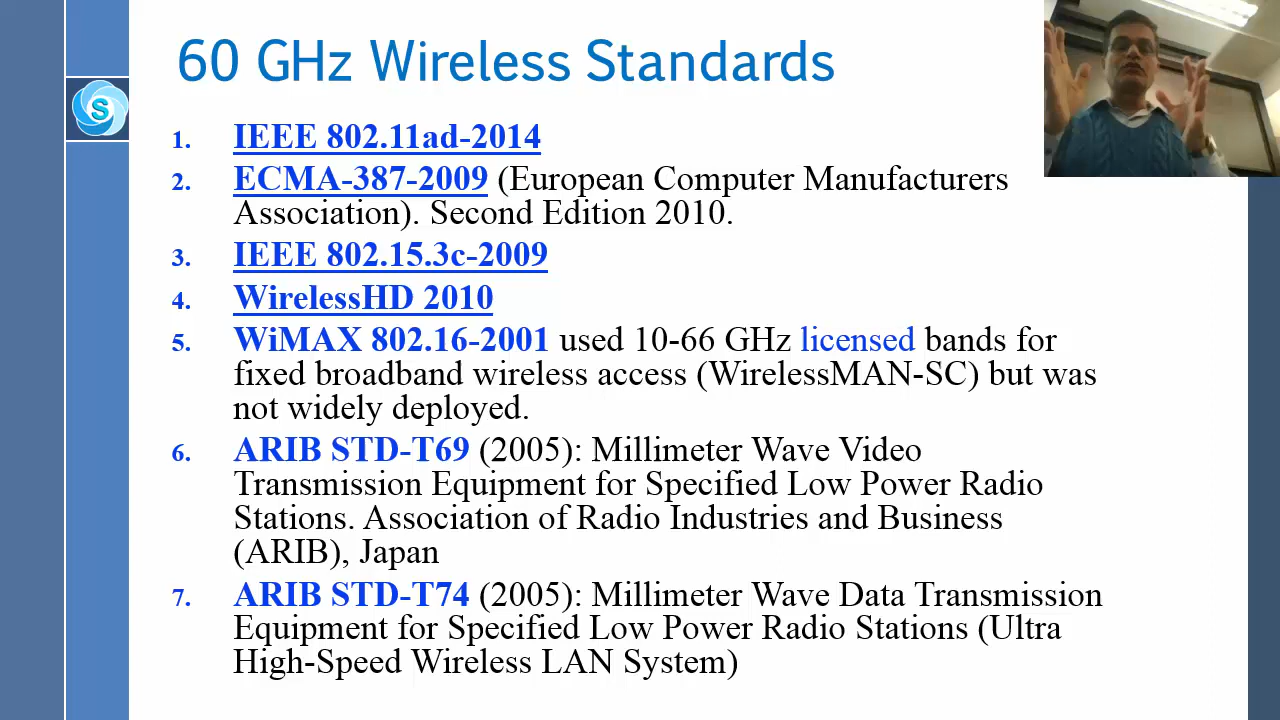 60 GHz Wireless Standards
S
1. IEEE 802.11ad-2014
2. ECMA-387-2009 (European Computer Manufacturers
Association). Second Edition 2010.
3. IEEE 802.15.3c-2009
4. WirelessHD 2010
5. WiMAX 802.16-2001 used 10-66 GHz licensed bands for
fixed broadband wireless access (WirelessMAN-SC) but was
not widely deployed.
6. ARIB STD-T69 (2005): Millimeter Wave Video
Transmission Equipment for Specified Low Power Radio
Stations. Association of Radio Industries and Business
(ARIB), Japan
7. ARIB STD-T74 (2005): Millimeter Wave Data Transmission
Equipment for Specified Low Power Radio Stations (Ultra
High-Speed Wireless LAN System)